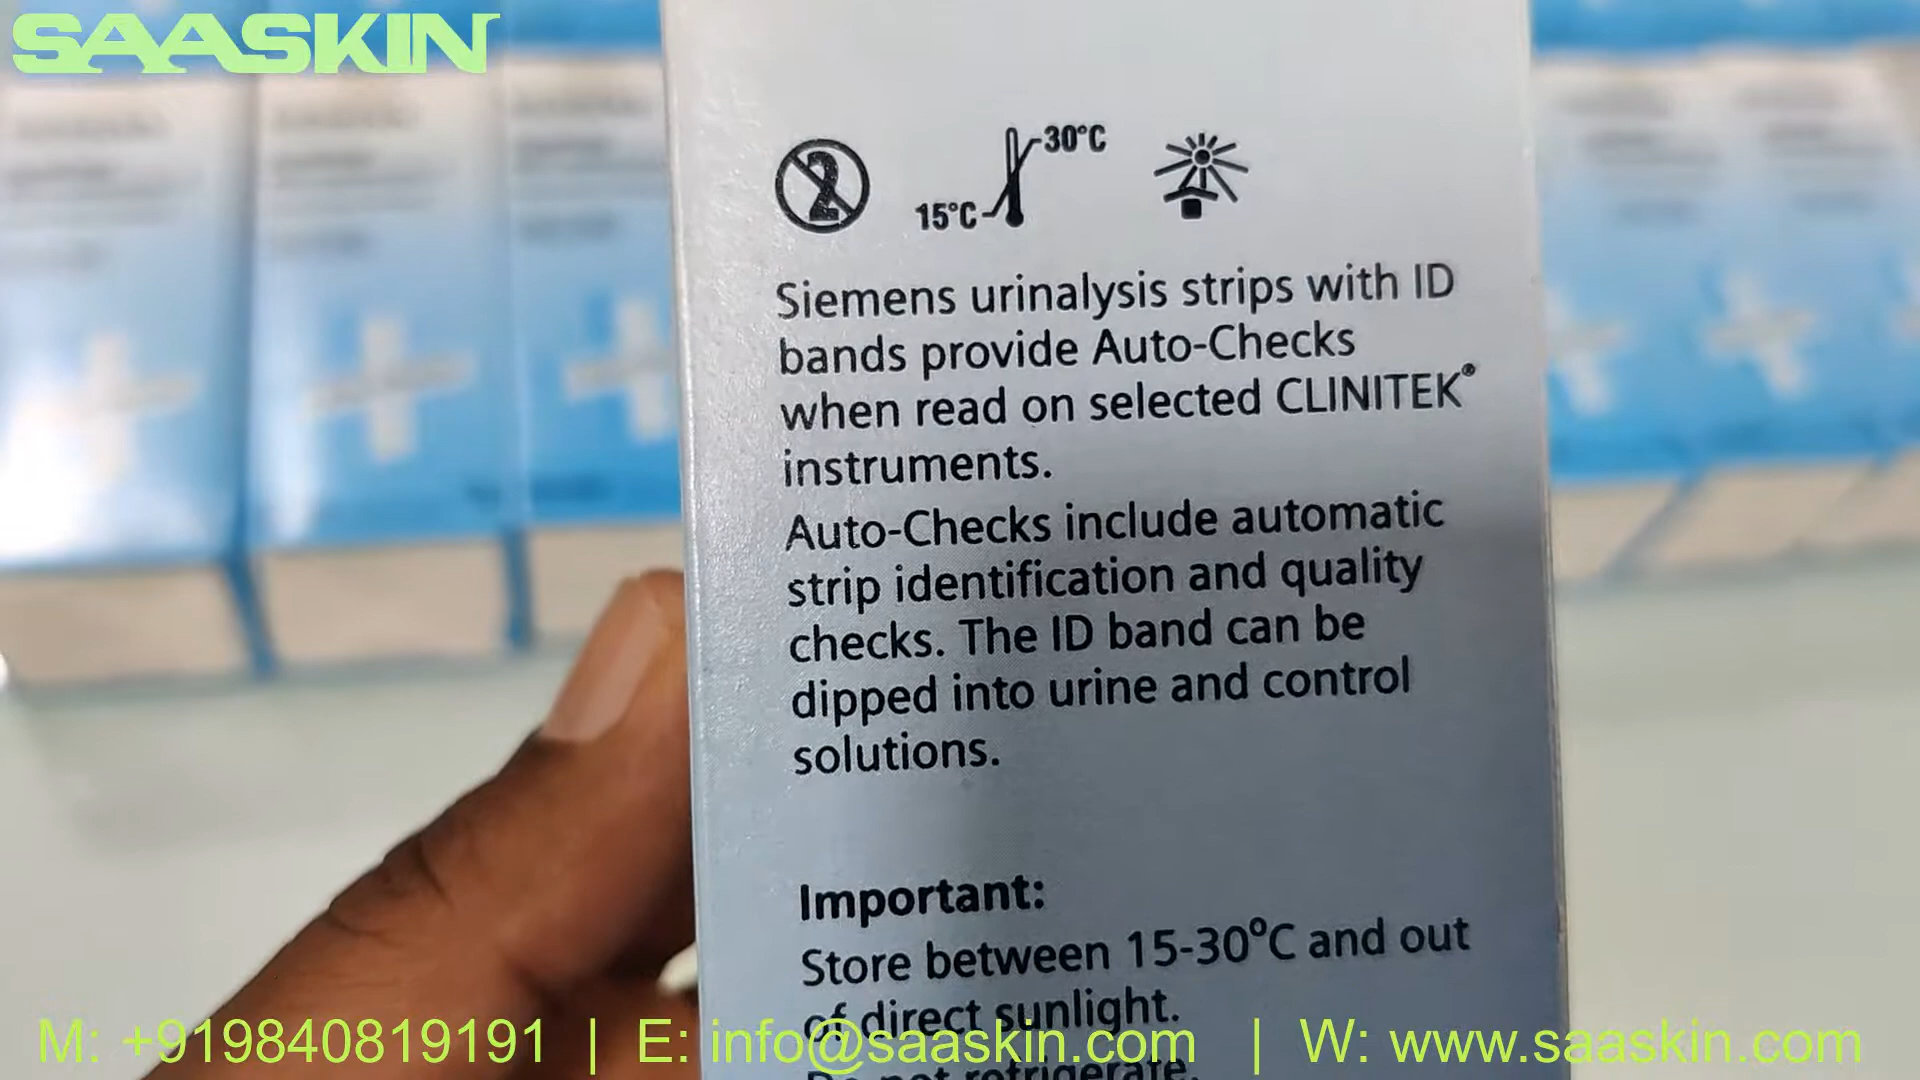 SAASKIN
2
30°C
15°C
Siemens urinalysis strips with ID
bands provide Auto-Checks
when read on selected CLINITEK®
instruments.
Auto-Checks include automatic
strip identification and quality
checks. The ID band can be
dipped into urine and control
solutions.
Important:
Store between 15-30°C and out
of direct sunlight.
Do not refrigerate.
M: +919840819191 | E: info@saaskin.com | W: www.saaskin.com